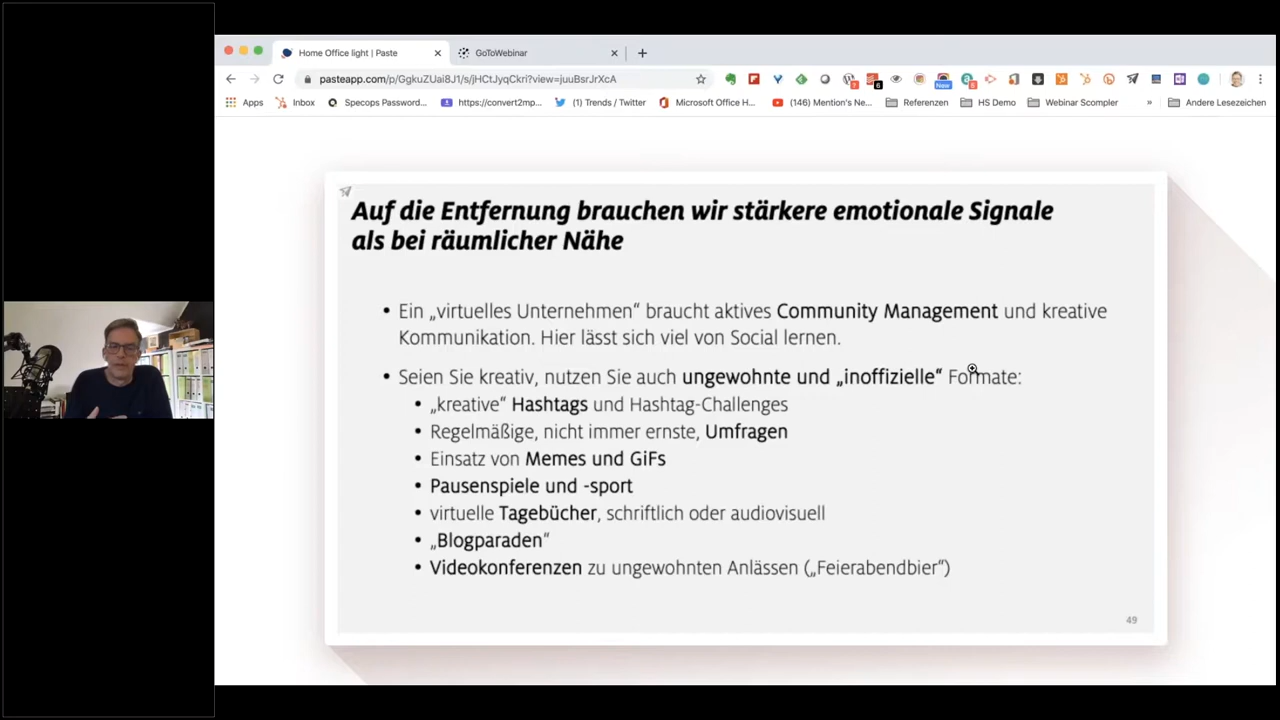 Home Office light | Paste
GoToWebinar
pasteapp.com/p/GgkuZUai8J1/s/jHCtJyqCkri?view=juuBsrJrXcA
Apps
Inbox
Specops Password...
https://convert2mp...
(1) Trends / Twitter
Microsoft Office H...
(146) Mention's Ne...
Referenzen
HS Demo
Webinar Scompler
»
Andere Lesezeichen
Auf die Entfernung brauchen wir stärkere emotionale Signale
als bei räumlicher Nähe
• Ein „virtuelles Unternehmen“ braucht aktives Community Management und kreative
Kommunikation. Hier lässt sich viel von Social lernen.
• Seien Sie kreativ, nutzen Sie auch ungewohnte und „inoffizielle“ Formate:
• „kreative“ Hashtags und Hashtag-Challenges
• Regelmäßige, nicht immer ernste, Umfragen
• Einsatz von Memes und GiFs
• Pausenspiele und -sport
• virtuelle Tagebücher, schriftlich oder audiovisuell
• „Blogparaden“
• Videokonferenzen zu ungewohnten Anlässen („Feierabendbier“)
49